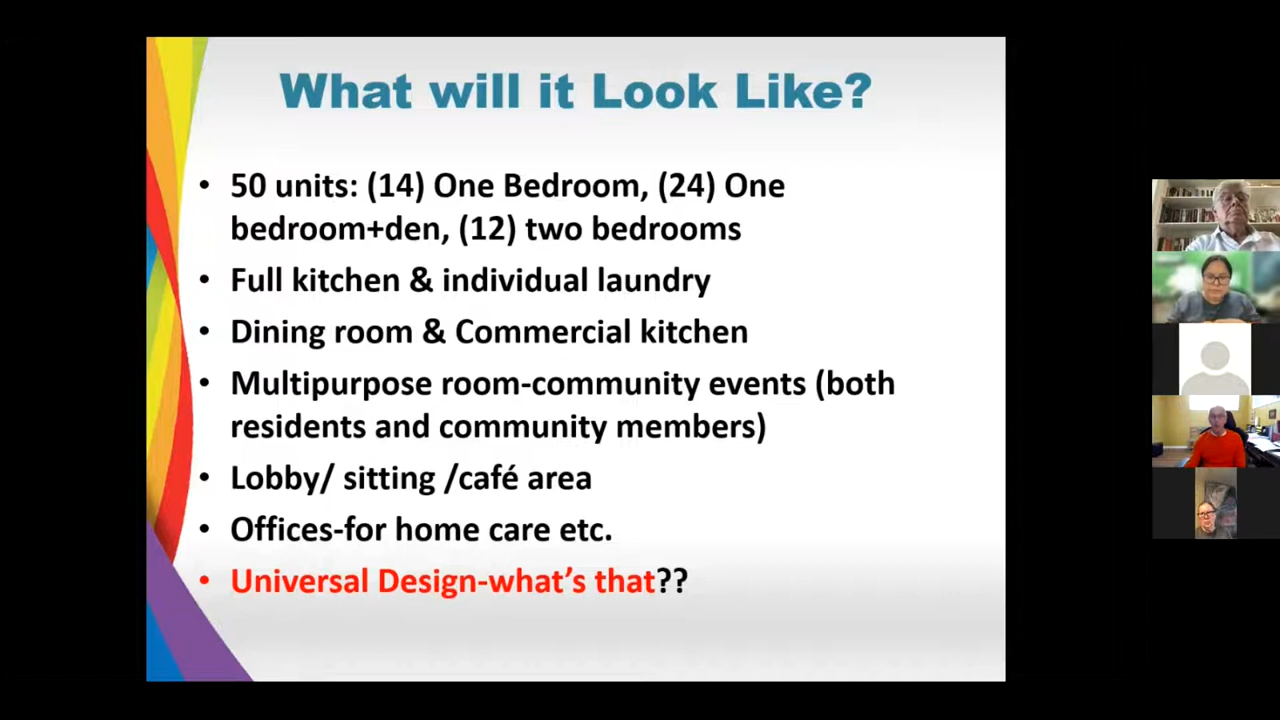 What will it Look Like?
• 50 units: (14) One Bedroom, (24) One
bedroom+den, (12) two bedrooms
• Full kitchen & individual laundry
• Dining room & Commercial kitchen
• Multipurpose room-community events (both
residents and community members)
• Lobby/ sitting /café area
• Offices-for home care etc.
• Universal Design-what’s that??